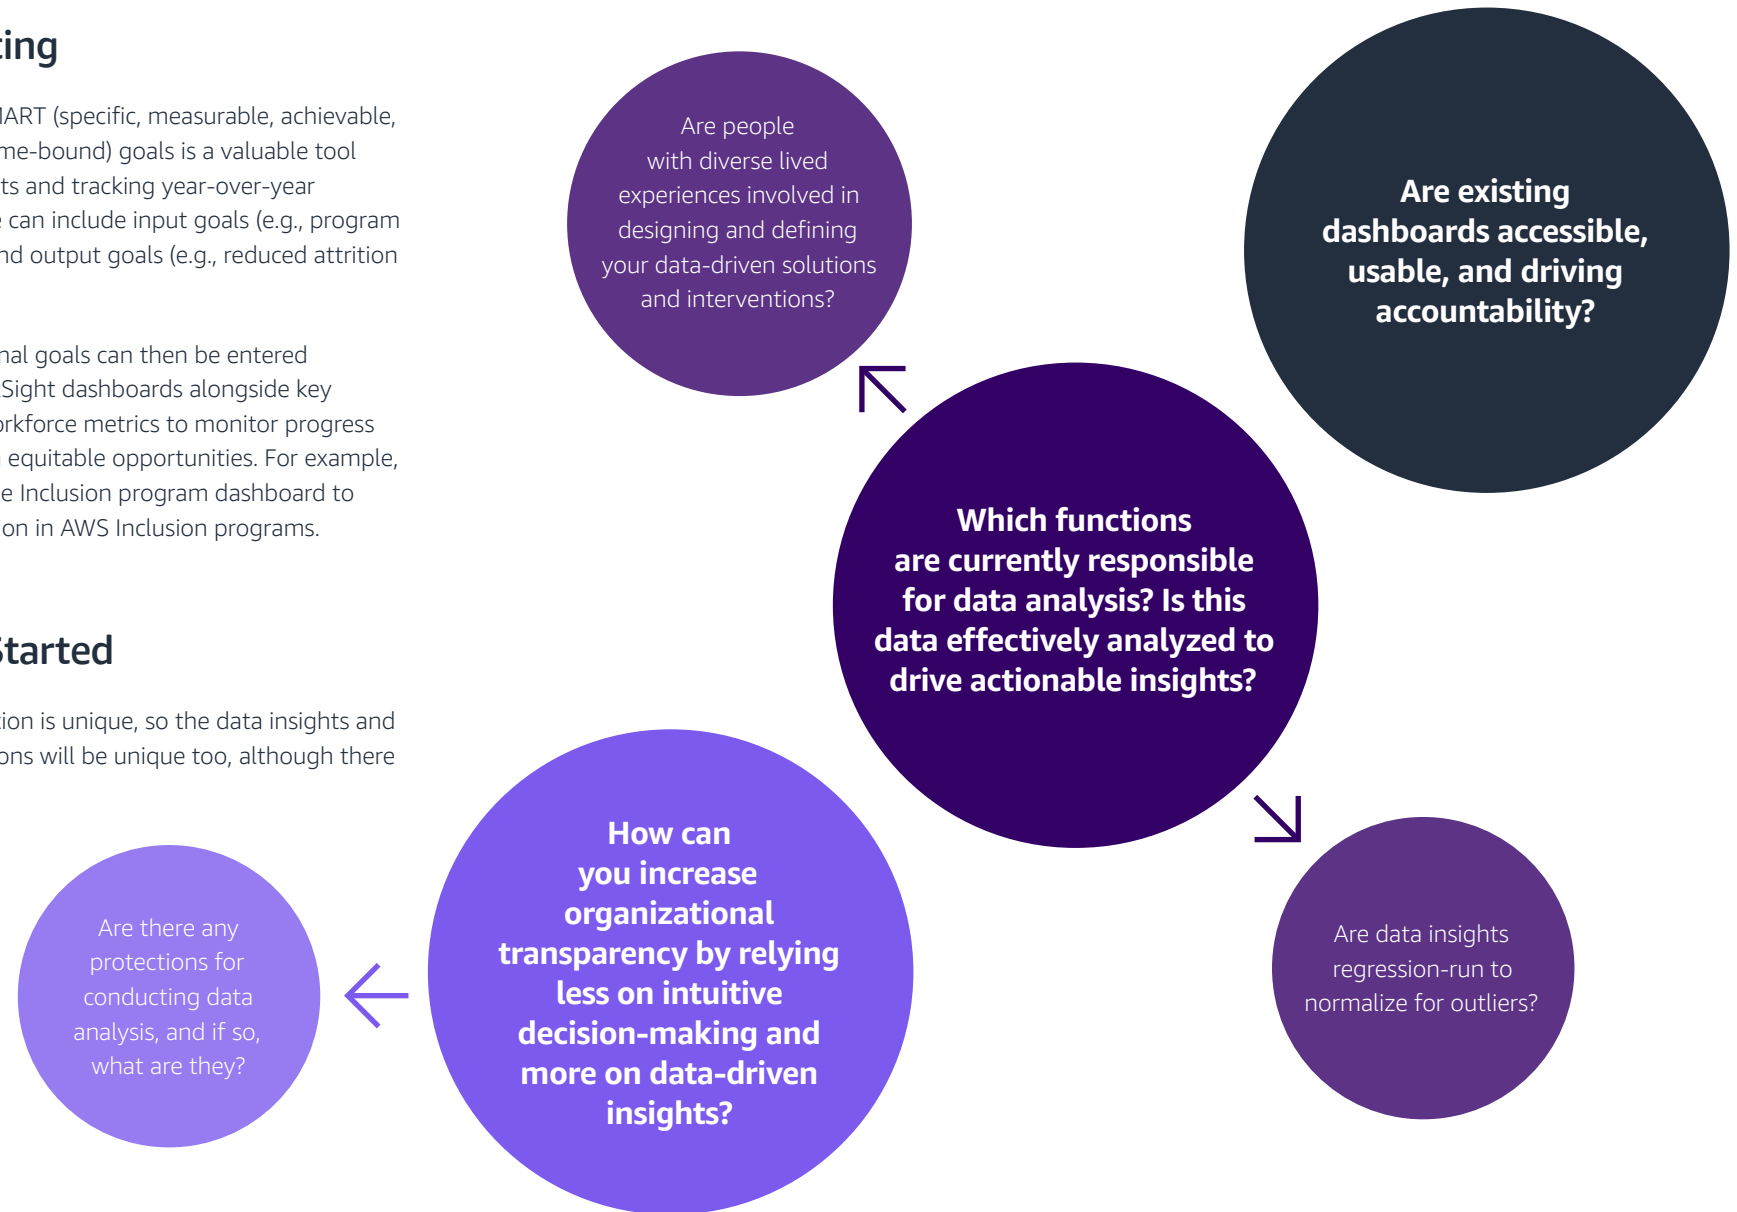 ting
MART (specific, measurable, achievable,
me-bound) goals is a valuable tool
ts and tracking year-over-year
e can include input goals (e.g., program
nd output goals (e.g., reduced attrition
nal goals can then be entered
Sight dashboards alongside key
orkforce metrics to monitor progress
equitable opportunities. For example,
e Inclusion program dashboard to
ion in AWS Inclusion programs.
Started
tion is unique, so the data insights and
ons will be unique too, although there
Are people
with diverse lived
experiences involved in
designing and defining
your data-driven solutions
and interventions?
Are existing
dashboards accessible,
usable, and driving
accountability?
Which functions
are currently responsible
for data analysis? Is this
data effectively analyzed to
drive actionable insights?
How can
you increase
organizational
transparency by relying
less on intuitive
decision-making and
more on data-driven
insights?
Are there any
protections for
conducting data
analysis, and if so,
what are they?
Are data insights
regression-run to
normalize for outliers?